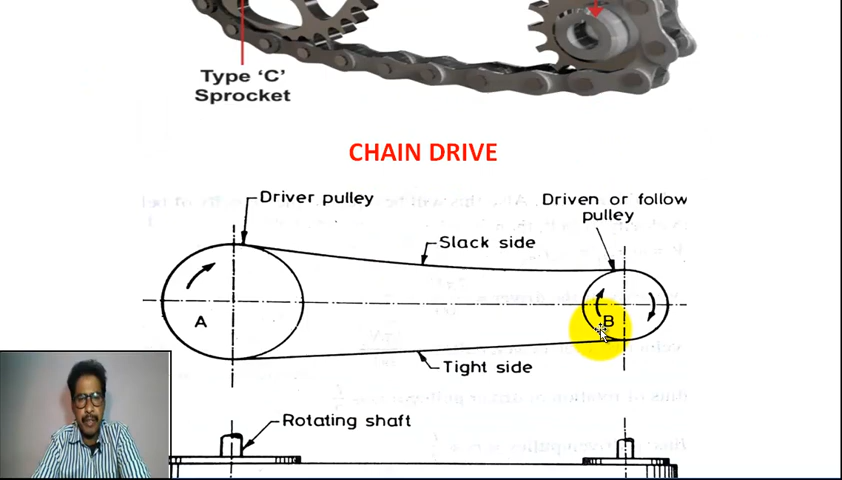 Type ‘C’
Sprocket
CHAIN DRIVE
Driver pulley
Driven or follow
pulley
Slack side
A
B
Tight side
Rotating shaft